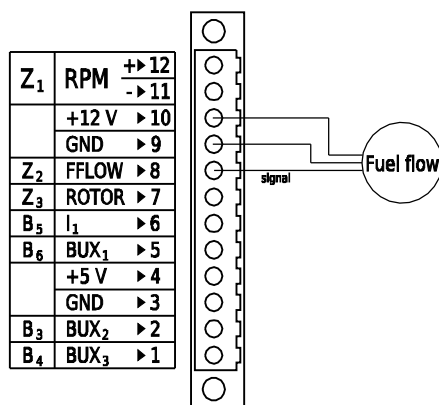 Z₁ RPM +▸12
-▸11
+12 V ▸10
GND ▸9
Z₂ FFLOW ▸8
Z₃ ROTOR ▸7
B₅ I₁ ▸6
B₆ BUX₁ ▸5
+5 V ▸4
GND ▸3
B₃ BUX₂ ▸2
B₄ BUX₃ ▸1
signal
Fuel flow